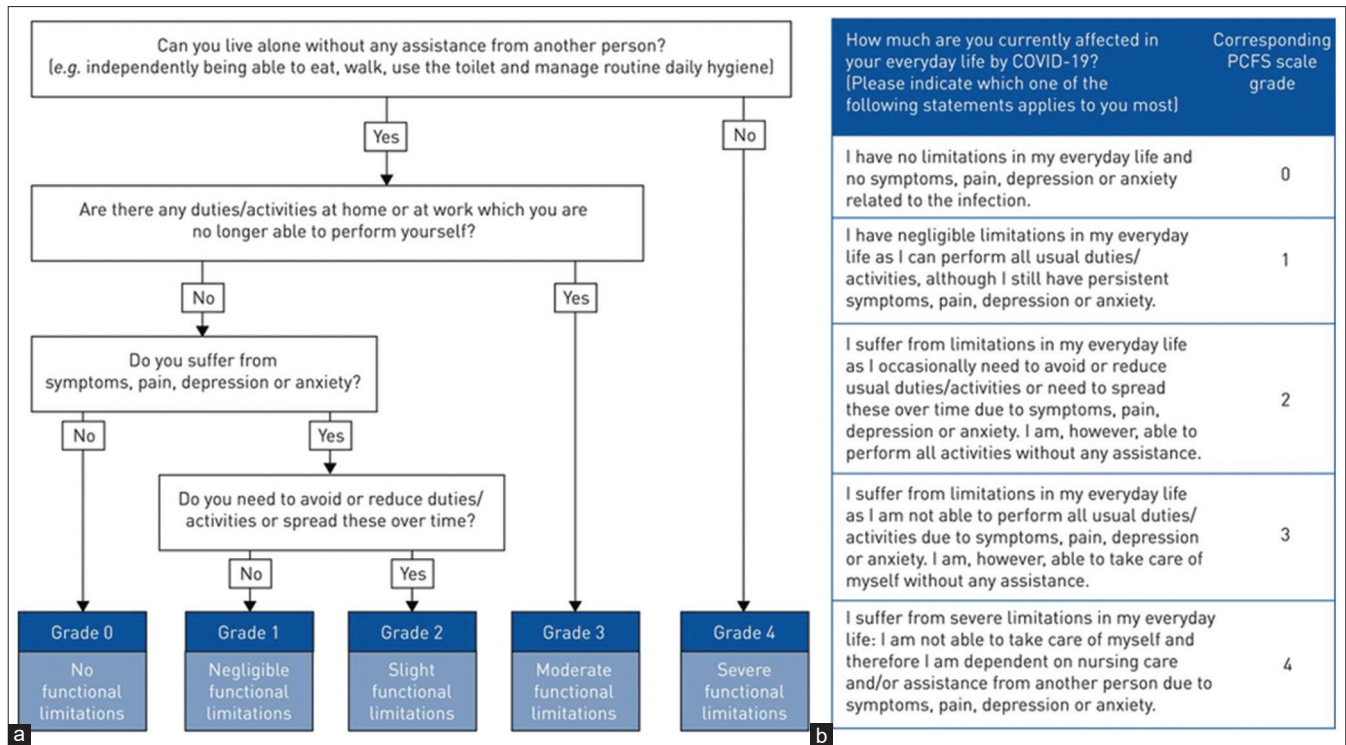 Can you live alone without any assistance from another person?
(e.g. independently being able to eat, walk, use the toilet and manage routine daily hygiene)
Yes
No
Are there any duties/activities at home or at work which you are
no longer able to perform yourself?
No
Yes
Do you suffer from
symptoms, pain, depression or anxiety?
No
Yes
Do you need to avoid or reduce duties/
activities or spread these over time?
No
Yes
Grade 0
No
functional
limitations
Grade 1
Negligible
functional
limitations
Grade 2
Slight
functional
limitations
Grade 3
Moderate
functional
limitations
Grade 4
Severe
functional
limitations
a
How much are you currently affected in
your everyday life by COVID-19?
(Please indicate which one of the
following statements applies to you most)
Corresponding
PCFS scale
grade
I have no limitations in my everyday life and
no symptoms, pain, depression or anxiety
related to the infection.
0
I have negligible limitations in my everyday
life as I can perform all usual duties/
activities, although I still have persistent
symptoms, pain, depression or anxiety.
1
I suffer from limitations in my everyday life
as I occasionally need to avoid or reduce
usual duties/activities or need to spread
these over time due to symptoms, pain,
depression or anxiety. I am, however, able to
perform all activities without any assistance.
2
I suffer from limitations in my everyday life
as I am not able to perform all usual duties/
activities due to symptoms, pain, depression
or anxiety. I am, however, able to take care of
myself without any assistance.
3
I suffer from severe limitations in my everyday
life: I am not able to take care of myself and
therefore I am dependent on nursing care
and/or assistance from another person due to
symptoms, pain, depression or anxiety.
4
b